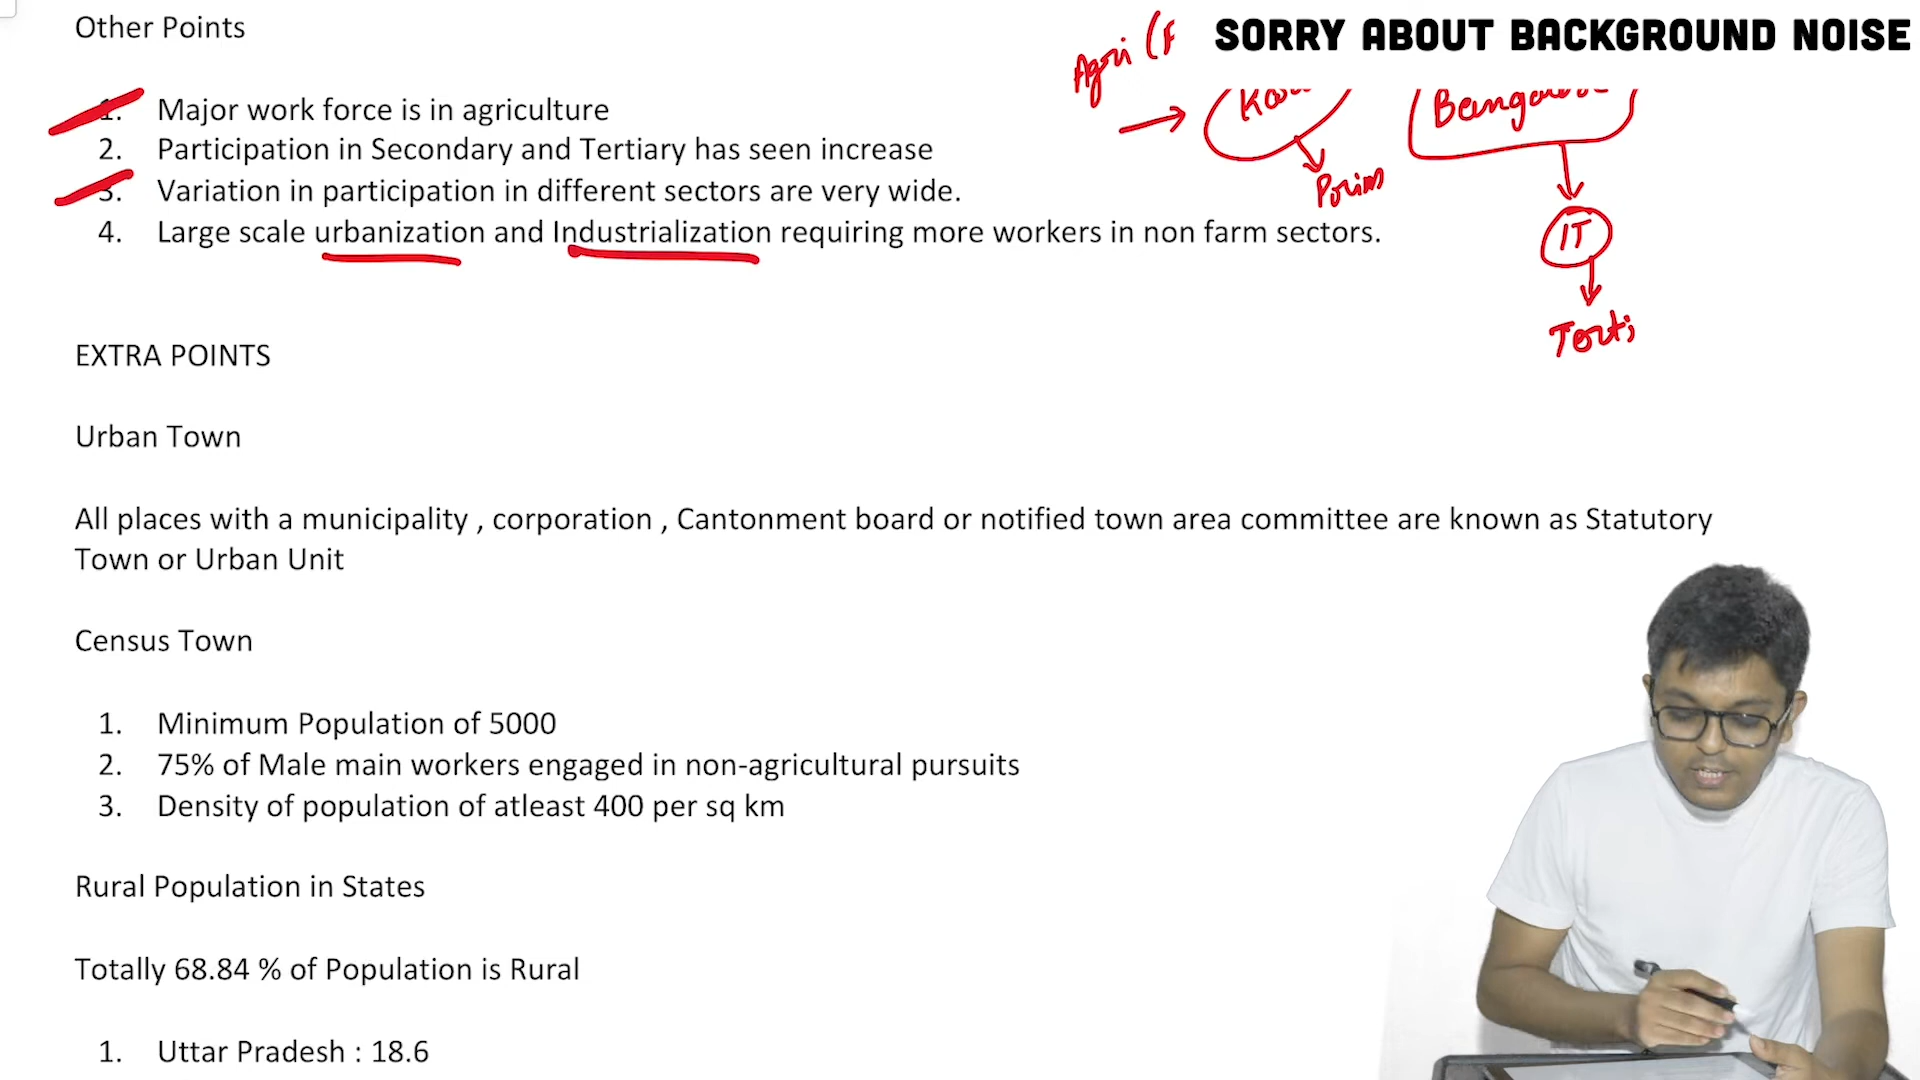 Other Points
SORRY ABOUT BACKGROUND NOISE
Agri
1. Major work force is in agriculture
2. Participation in Secondary and Tertiary has seen increase
3. Variation in participation in different sectors are very wide.
4. Large scale urbanization and Industrialization requiring more workers in non farm sectors.
IT
EXTRA POINTS
Urban Town
All places with a municipality , corporation , Cantonment board or notified town area committee are known as Statutory
Town or Urban Unit
Census Town
1. Minimum Population of 5000
2. 75% of Male main workers engaged in non-agricultural pursuits
3. Density of population of atleast 400 per sq km
Rural Population in States
Totally 68.84 % of Population is Rural
1. Uttar Pradesh : 18.6